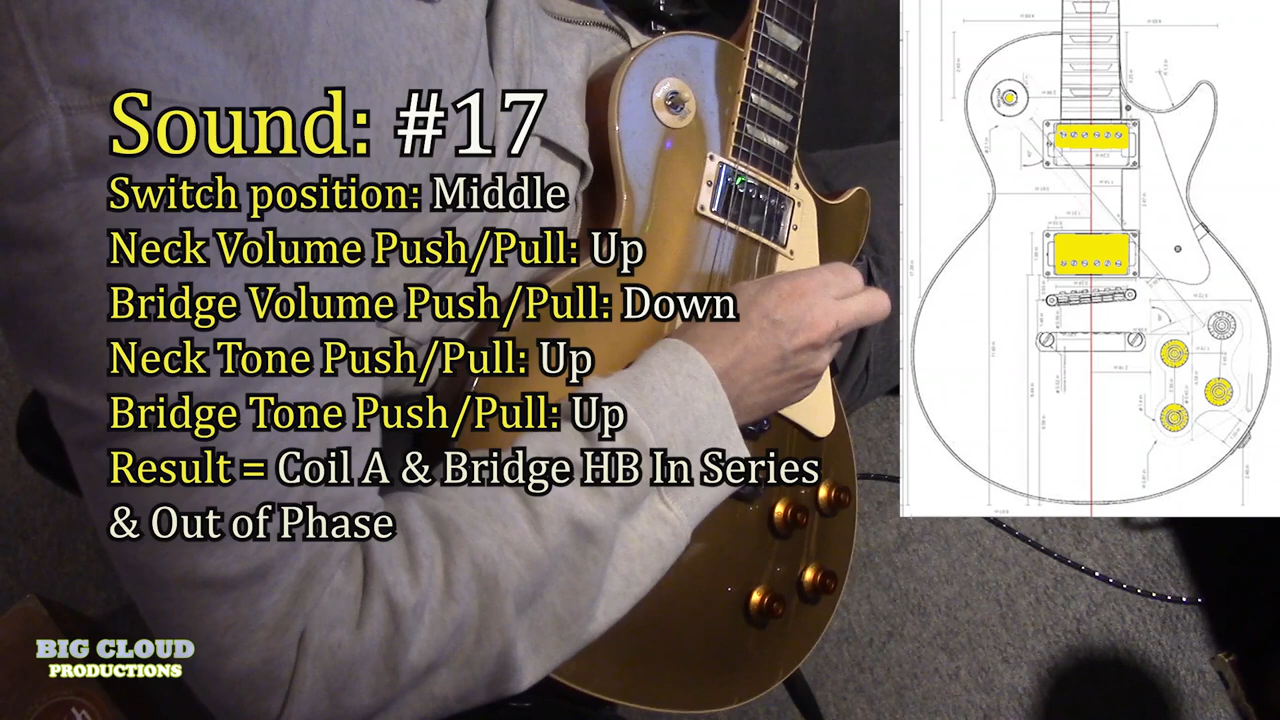 Sound: #17
Switch position: Middle
Neck Volume Push/Pull: Up
Bridge Volume Push/Pull: Down
Neck Tone Push/Pull: Up
Bridge Tone Push/Pull: Up
Result = Coil A & Bridge HB In Series
& Out of Phase
BIG CLOUD
PRODUCTIONS